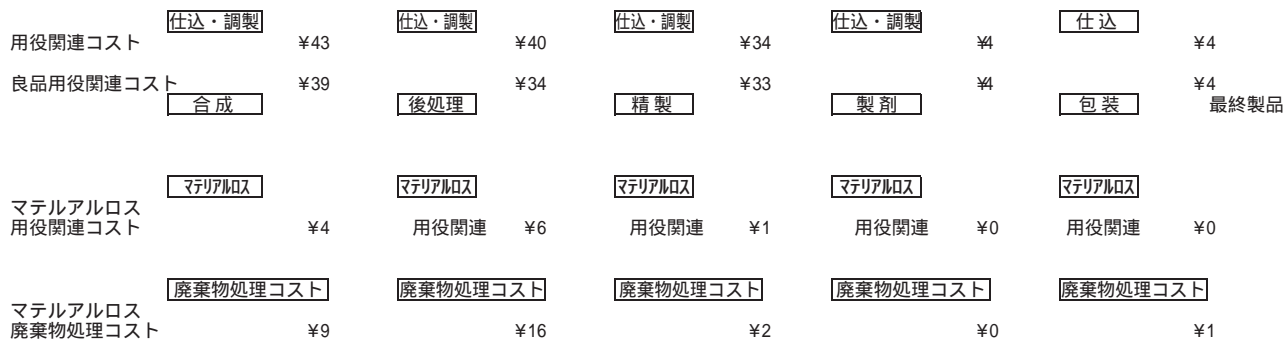 仕込・調製 仕込・調製 仕込・調製 仕込・調製 仕 込
用役関連コスト ¥43 ¥40 ¥34 ¥4 ¥4
良品用役関連コスト ¥39 ¥34 ¥33 ¥4 ¥4
合 成 後処理 精 製 製 剤 包 装 最終製品
マテリアルロス マテリアルロス マテリアルロス マテリアルロス マテリアルロス
マテルアルロス
用役関連コスト ¥4 用役関連 ¥6 用役関連 ¥1 用役関連 ¥0 用役関連 ¥0
廃棄物処理コスト 廃棄物処理コスト 廃棄物処理コスト 廃棄物処理コスト 廃棄物処理コスト
マテルアルロス
廃棄物処理コスト ¥9 ¥16 ¥2 ¥0 ¥1